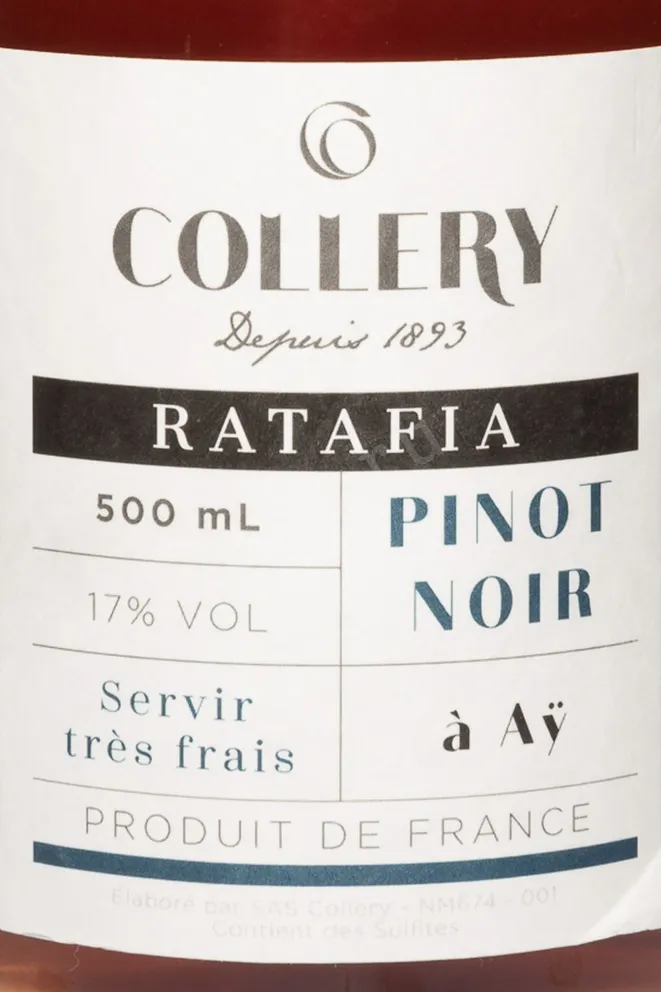 COLLERY
Depuis 1893
RATAFIA
500 mL
17% VOL
Servir
très frais
PINOT
NOIR
à Aÿ
PRODUIT DE FRANCE
Elaboré par SAS Collery - NM674 - 001
Contient des Sulfites